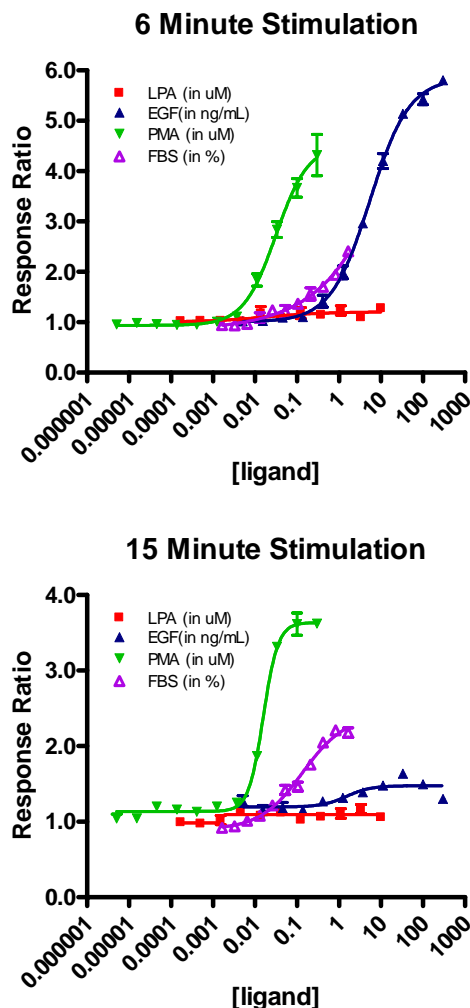 6 Minute Stimulation
6.0
5.0
4.0
3.0
2.0
1.0
0.0
Response Ratio
LPA (in uM)
EGF(in ng/mL)
PMA (in uM)
FBS (in %)
0.000001
0.00001
0.0001
0.001
0.01
0.1
1
10
100
1000
[ligand]
15 Minute Stimulation
4.0
3.0
2.0
1.0
0.0
Response Ratio
LPA (in uM)
EGF(in ng/mL)
PMA (in uM)
FBS (in %)
0.000001
0.00001
0.0001
0.001
0.01
0.1
1
10
100
1000
[ligand]